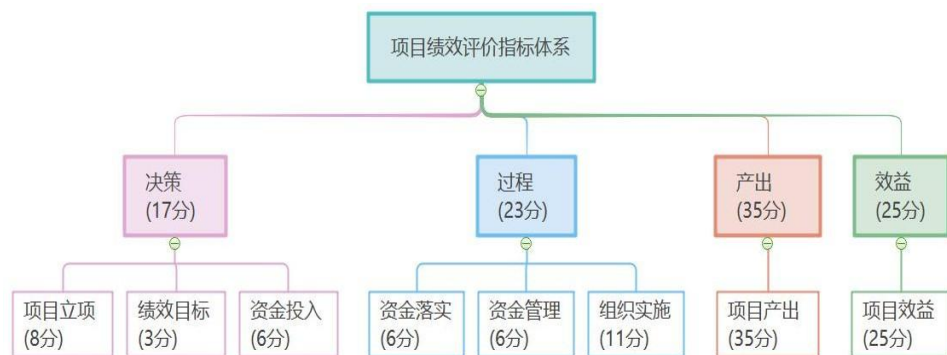 项目绩效评价指标体系
决策
(17分)
过程
(23分)
产出
(35分)
效益
(25分)
项目立项
(8分)
绩效目标
(3分)
资金投入
(6分)
资金落实
(6分)
资金管理
(6分)
组织实施
(11分)
项目产出
(35分)
项目效益
(25分)